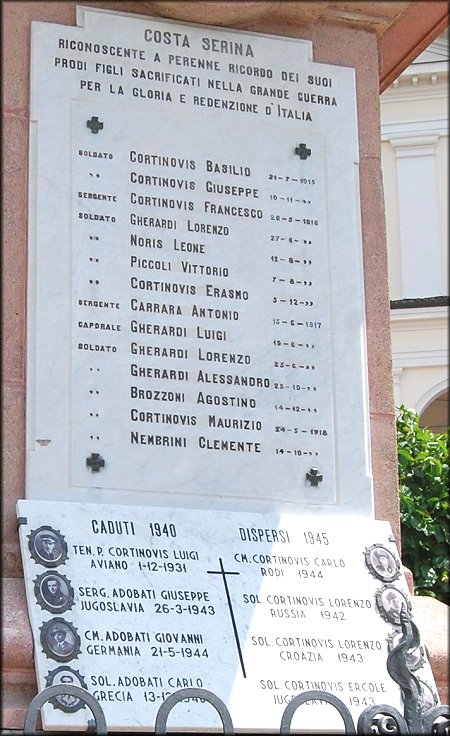 COSTA SERINA
RICONOSCENTE A PERENNE RICORDO DEI SUOI
PRODI FIGLI SACRIFICATI NELLA GRANDE GUERRA
PER LA GLORIA E REDENZIONE D'ITALIA
SOLDATO CORTINOVIS BASILIO 21-7-1915
" CORTINOVIS GIUSEPPE 10-11-"
SERGENTE CORTINOVIS FRANCESCO 26-5-1916
SOLDATO GHERARDI LORENZO 27-6-"
" NORIS LEONE 12-8-"
" PICCOLI VITTORIO 7-8-"
" CORTINOVIS ERASMO 5-12-"
SERGENTE CARRARA ANTONIO 15-6-1917
CAPORALE GHERARDI LUIGI 19-6-"
SOLDATO GHERARDI LORENZO 25-6-"
" GHERARDI ALESSANDRO 25-10-"
" BROZZONI AGOSTINO 14-12-"
" CORTINOVIS MAURIZIO 24-5-1918
" NEMBRINI CLEMENTE 14-10-"
CADUTI 1940
TEN. P. CORTINOVIS LUIGI
AVIANO 1-12-1931
SERG. ADOBATI GIUSEPPE
JUGOSLAVIA 26-3-1943
CM. ADOBATI GIOVANNI
GERMANIA 21-5-1944
SOL. ADOBATI CARLO
GRECIA 13-12-
DISPERSI 1945
CM. CORTINOVIS CARLO
RODI 1944
SOL. CORTINOVIS LORENZO
RUSSIA 1942
SOL. CORTINOVIS LORENZO
CROAZIA 1943
SOL. CORTINOVIS ERCOLE
JUGOSLAVIA 1943